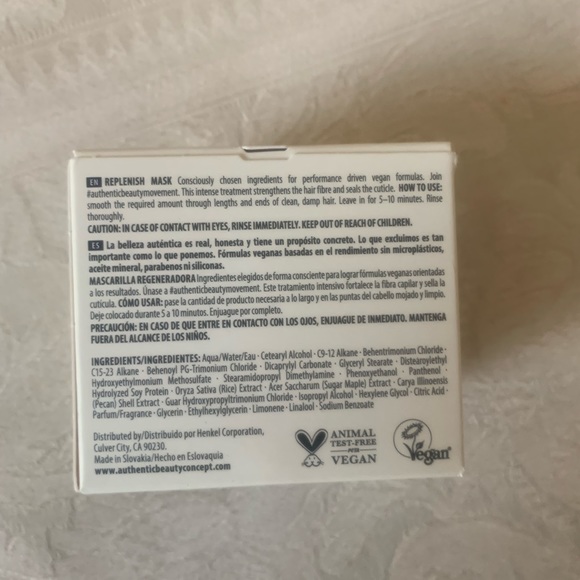 EN REPLENISH MASK Consciously chosen ingredients for performance driven vegan formulas. Join
#authenticbeautymovement. This intense treatment strengthens the hair fibre and seals the cuticle. HOW TO USE:
smooth the required amount through lengths and ends of clean, damp hair. Leave in for 5–10 minutes. Rinse
thoroughly.
CAUTION: IN CASE OF CONTACT WITH EYES, RINSE IMMEDIATELY. KEEP OUT OF REACH OF CHILDREN.
ES La belleza auténtica es real, honesta y tiene un propósito concreto. Lo que excluimos es tan
importante como lo que ponemos. Fórmulas veganas basadas en el rendimiento sin microplásticos,
aceite mineral, parabenos ni siliconas.
MASCARILLA REGENERADORA Ingredientes elegidos de forma consciente para lograr fórmulas veganas orientadas
a los resultados. Únase a #authenticbeautymovement. Este tratamiento intensivo fortalece la fibra capilar y sella la
cutícula. CÓMO USAR: pase la cantidad de producto necesaria a lo largo y en las puntas del cabello mojado y limpio.
Deje colocado durante 5 a 10 minutos. Enjuague por completo.
PRECAUCIÓN: EN CASO DE QUE ENTRE EN CONTACTO CON LOS OJOS, ENJUAGUE DE INMEDIATO. MANTENGA
FUERA DEL ALCANCE DE LOS NIÑOS.
INGREDIENTS/INGREDIENTES: Aqua/Water/Eau · Cetearyl Alcohol · C9-12 Alkane · Behentrimonium Chloride ·
C15-23 Alkane · Behenoyl PG-Trimonium Chloride · Dicaprylyl Carbonate · Glyceryl Stearate · Distearoylethyl
Hydroxyethylmonium Methosulfate · Stearamidopropyl Dimethylamine · Phenoxyethanol · Panthenol ·
Hydrolyzed Soy Protein · Oryza Sativa (Rice) Extract · Acer Saccharum (Sugar Maple) Extract · Carya Illinoensis
(Pecan) Shell Extract · Guar Hydroxypropyltrimonium Chloride · Isopropyl Alcohol · Hexylene Glycol · Citric Acid ·
Parfum/Fragrance · Glycerin · Ethylhexylglycerin · Limonene · Linalool · Sodium Benzoate
Distributed by/Distribuido por Henkel Corporation,
Culver City, CA 90230.
Made in Slovakia/Hecho en Eslovaquia
www.authenticbeautyconcept.com
ANIMAL
TEST-FREE
PETA
VEGAN
Vegan